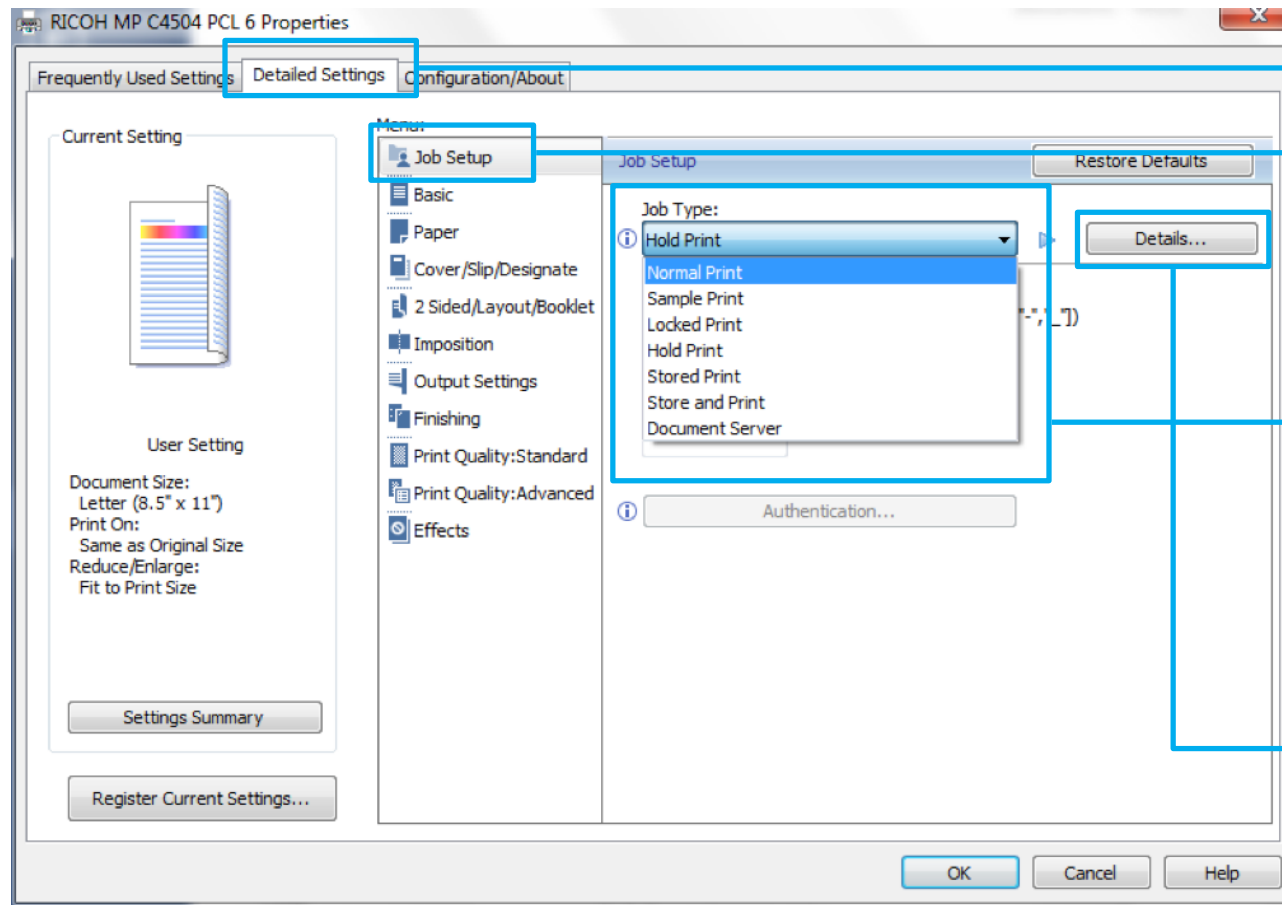 RICOH MP C4504 PCL 6 Properties
X
Frequently Used Settings
Detailed Settings
Configuration/About
Current Setting
User Setting
Document Size:
Letter (8.5" x 11")
Print On:
Same as Original Size
Reduce/Enlarge:
Fit to Print Size
Settings Summary
Register Current Settings...
Menu:
Job Setup
Basic
Paper
Cover/Slip/Designate
2 Sided/Layout/Booklet
Imposition
Output Settings
Finishing
Print Quality:Standard
Print Quality:Advanced
Effects
Job Setup
Restore Defaults
Job Type:
Hold Print
Details...
Normal Print
Sample Print
Locked Print
Hold Print
Stored Print
Store and Print
Document Server
"-","_"])
Authentication...
OK
Cancel
Help